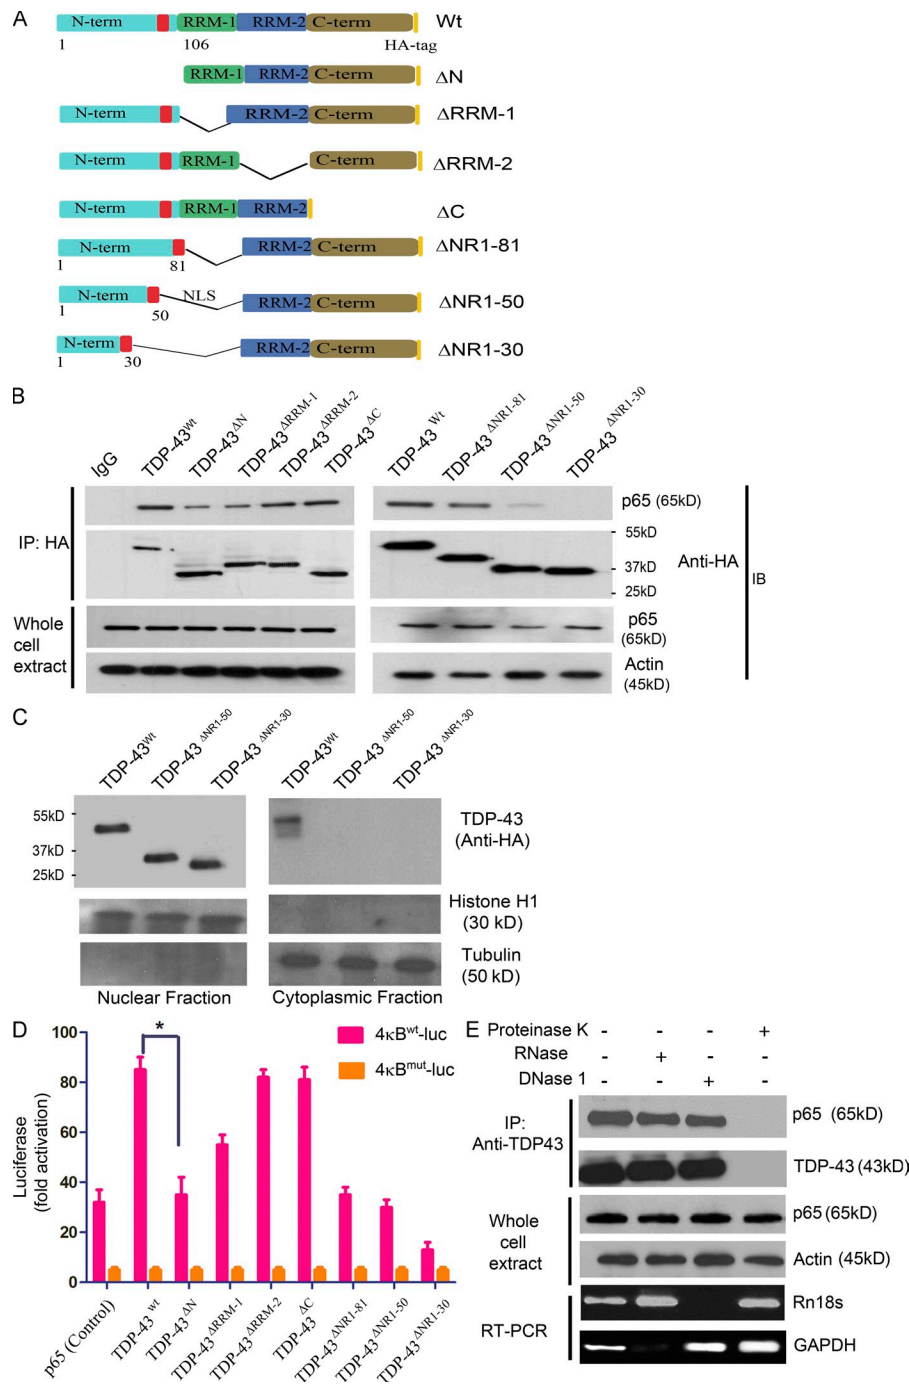 A
N-term RRM-1 RRM-2 C-term Wt
1 106 HA-tag
RRM-1 RRM-2 C-term ΔN
N-term RRM-2 C-term ΔRRM-1
N-term RRM-1 C-term ΔRRM-2
N-term RRM-1 RRM-2 ΔC
N-term RRM-2 C-term ΔNR1-81
1 81
N-term NLS RRM-2 C-term ΔNR1-50
1 50
N-term RRM-2 C-term ΔNR1-30
1 30
B
IgG TDP-43Wt TDP-43ΔN TDP-43ΔRRM-1 TDP-43ΔRRM-2 TDP-43ΔC TDP-43Wt TDP-43ΔNR1-81 TDP-43ΔNR1-50 TDP-43ΔNR1-30
p65 (65kD)
IP: HA
55kD
37kD
25kD
Anti-HA
IB
Whole
cell
extract
p65
(65kD)
Actin
(45kD)
C
TDP-43Wt TDP-43ΔNR1-50 TDP-43ΔNR1-30 TDP-43Wt TDP-43ΔNR1-50 TDP-43ΔNR1-30
55kD
37kD
25kD
TDP-43
(Anti-HA)
Histone H1
(30 kD)
Tubulin
(50 kD)
Nuclear Fraction Cytoplasmic Fraction
D
Luciferase
(fold activation)
100
80
60
40
20
0
*
4κBwt-luc
4κBmut-luc
p65 (Control) TDP-43wt TDP-43ΔN TDP-43ΔRRM-1 TDP-43ΔRRM-2 TDP-43ΔC TDP-43ΔNR1-81 TDP-43ΔNR1-50 TDP-43ΔNR1-30
E
Proteinase K - - - +
RNase - + - -
DNase 1 - - + -
IP:
Anti-TDP43
p65 (65kD)
TDP-43 (43kD)
Whole
cell
extract
p65 (65kD)
Actin (45kD)
RT-PCR
Rn18s
GAPDH